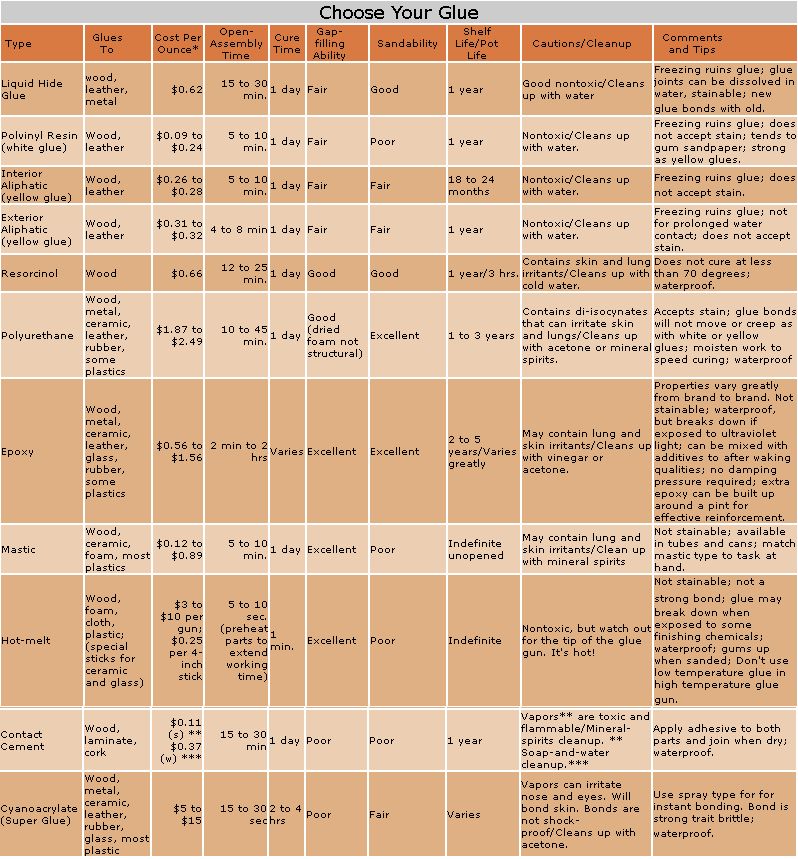 Choose Your Glue
Type
Glues
To
Cost Per
Ounce*
Open-
Assembly
Time
Cure
Time
Gap-
filling
Ability
Sandability
Shelf
Life/Pot
Life
Cautions/Cleanup
Comments
and Tips
Liquid Hide
Glue
wood,
leather,
metal
$0.62
15 to 30
min.
1 day
Fair
Good
1 year
Good nontoxic/Cleans
up with water
Freezing ruins glue; glue
joints can be dissolved in
water, stainable; new
glue bonds with old.
Polvinyl Resin
(white glue)
Wood,
leather
$0.09 to
$0.24
5 to 10
min.
1 day
Fair
Poor
1 year
Nontoxic/Cleans up
with water.
Freezing ruins glue; does
not accept stain; tends to
gum sandpaper; strong
as yellow glues.
Interior
Aliphatic
(yellow glue)
Wood,
leather
$0.26 to
$0.28
5 to 10
min.
1 day
Fair
Fair
18 to 24
months
Nontoxic/Cleans up
with water.
Freezing ruins glue; does
not accept stain.
Exterior
Aliphatic
(yellow glue)
Wood,
leather
$0.31 to
$0.32
4 to 8 min
1 day
Fair
Fair
1 year
Nontoxic/Cleans up
with water.
Freezing ruins glue; not
for prolonged water
contact; does not accept
stain.
Resorcinol
Wood
$0.66
12 to 25
min.
1 day
Good
Good
1 year/3 hrs.
Contains skin and lung
irritants/Cleans up with
cold water.
Does not cure at less
than 70 degrees;
waterproof.
Polyurethane
Wood,
metal,
ceramic,
leather,
rubber,
some
plastics
$1.87 to
$2.49
10 to 45
min.
1 day
Good
(dried
foam not
structural)
Excellent
1 to 3 years
Contains di-isocynates
that can irritate skin
and lungs/Cleans up
with acetone or mineral
spirits.
Accepts stain; glue bonds
will not move or creep as
with white or yellow
glues; moisten work to
speed curing; waterproof
Epoxy
Wood,
metal,
ceramic,
leather,
glass,
rubber,
some
plastics
$0.56 to
$1.56
2 min to 2
hrs
Varies
Excellent
Excellent
2 to 5
years/Varies
greatly
May contain lung and
skin irritants/Cleans up
with vinegar or
acetone.
Properties vary greatly
from brand to brand. Not
stainable; waterproof,
but breaks down if
exposed to ultraviolet
light; can be mixed with
additives to after waking
qualities; no damping
pressure required; extra
epoxy can be built up
around a pint for
effective reinforcement.
Mastic
Wood,
ceramic,
foam, most
plastics
$0.12 to
$0.89
5 to 10
min.
1 day
Excellent
Poor
Indefinite
unopened
May contain lung and
skin irritants/Clean up
with mineral spirits
Not stainable; available
in tubes and cans; match
mastic type to task at
hand.
Hot-melt
Wood,
foam,
cloth,
plastic;
(special
sticks for
ceramic
and glass)
$3 to
$10 per
gun;
$0.25
per 4-
inch
stick
5 to 10
sec.
(preheat
parts to
extend
working
time)
1
min.
Excellent
Poor
Indefinite
Nontoxic, but watch out
for the tip of the glue
gun. It's hot!
Not stainable; not a
strong bond; glue may
break down when
exposed to some
finishing chemicals;
waterproof; gums up
when sanded; Don't use
low temperature glue in
high temperature glue
gun.
Contact
Cement
Wood,
laminate,
cork
$0.11
(s) **
$0.37
(w) ***
15 to 30
min
1 day
Poor
Poor
1 year
Vapors** are toxic and
flammable/Mineral-
spirits cleanup. **
Soap-and-water
cleanup.***
Apply adhesive to both
parts and join when dry;
waterproof.
Cyanoacrylate
(Super Glue)
Wood,
metal,
ceramic,
leather,
rubber,
glass, most
plastic
$5 to
$15
15 to 30
sec
2 to 4
hrs
Poor
Fair
Varies
Vapors can irritate
nose and eyes. Will
bond skin. Bonds are
not shock-
proof/Cleans up with
acetone.
Use spray type for for
instant bonding. Bond is
strong trait brittle;
waterproof.